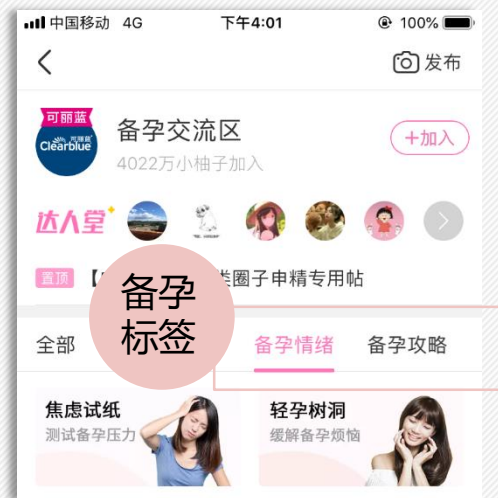 中国移动 4G 下午4:01 100%
发布
可丽蓝
Clearblue
备孕交流区
+加入
4022万小柚子加入
达人堂
置顶 【 类圈子申精专用帖
备孕
标签
全部 备孕情绪 备孕攻略
焦虑试纸 轻孕树洞
测试备孕压力 缓解备孕烦恼